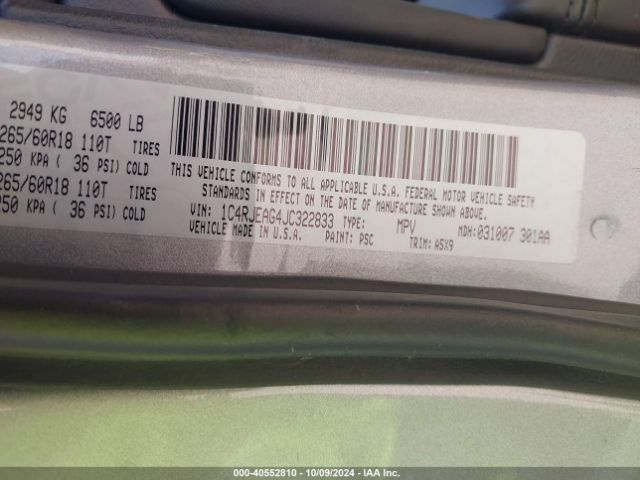 2949 KG 6500 LB
265/60R18 110T TIRES
250 KPA ( 36 PSI) COLD
265/60R18 110T TIRES
250 KPA ( 36 PSI) COLD
THIS VEHICLE CONFORMS TO ALL APPLICABLE U.S.A. FEDERAL MOTOR VEHICLE SAFETY
STANDARDS IN EFFECT ON THE DATE OF MANUFACTURE SHOWN ABOVE.
VIN: 1C4RJEAG4JC322833 TYPE: MPV MDH:031007 301AA
VEHICLE MADE IN U.S.A. PAINT: PSC TRIM: A5X9
000-40552810 - 10/09/2024 - IAA Inc.